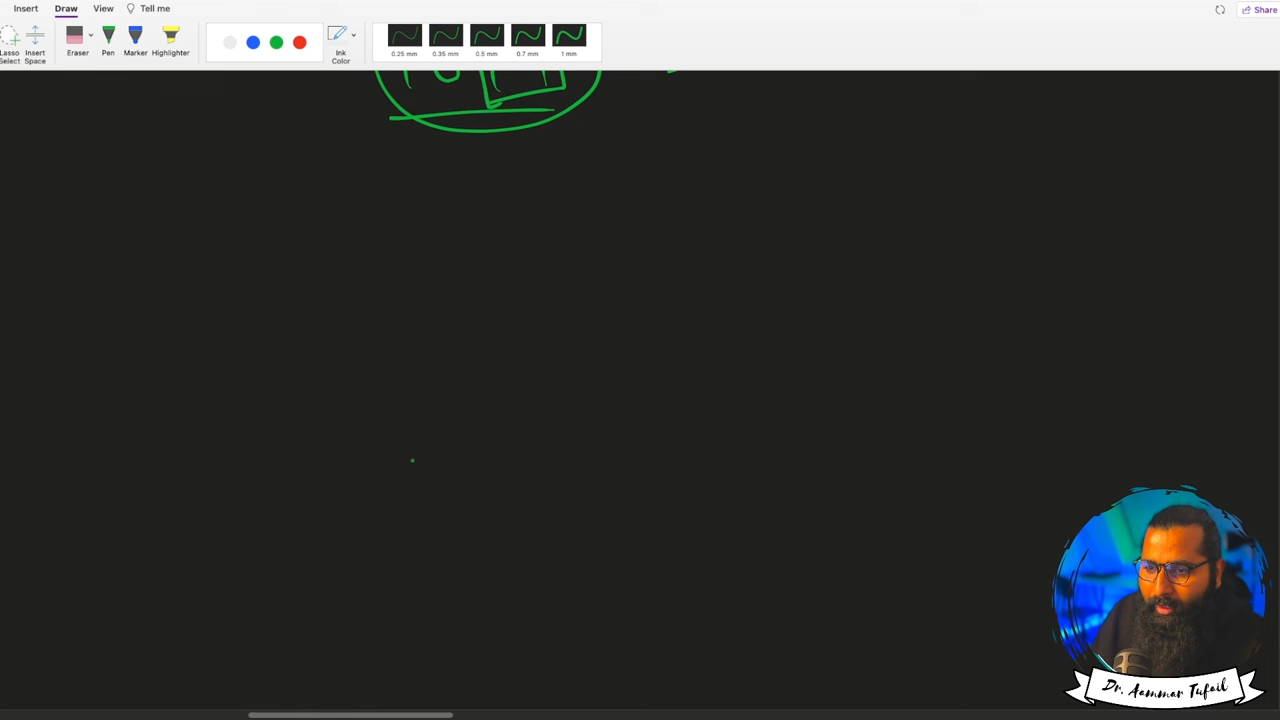 Insert Draw View Tell me Share
Lasso Select
Insert Space
Eraser
Pen
Marker
Highlighter
Ink Color
0.25 mm
0.35 mm
0.5 mm
0.7 mm
1 mm
Dr. Aammar Tufail